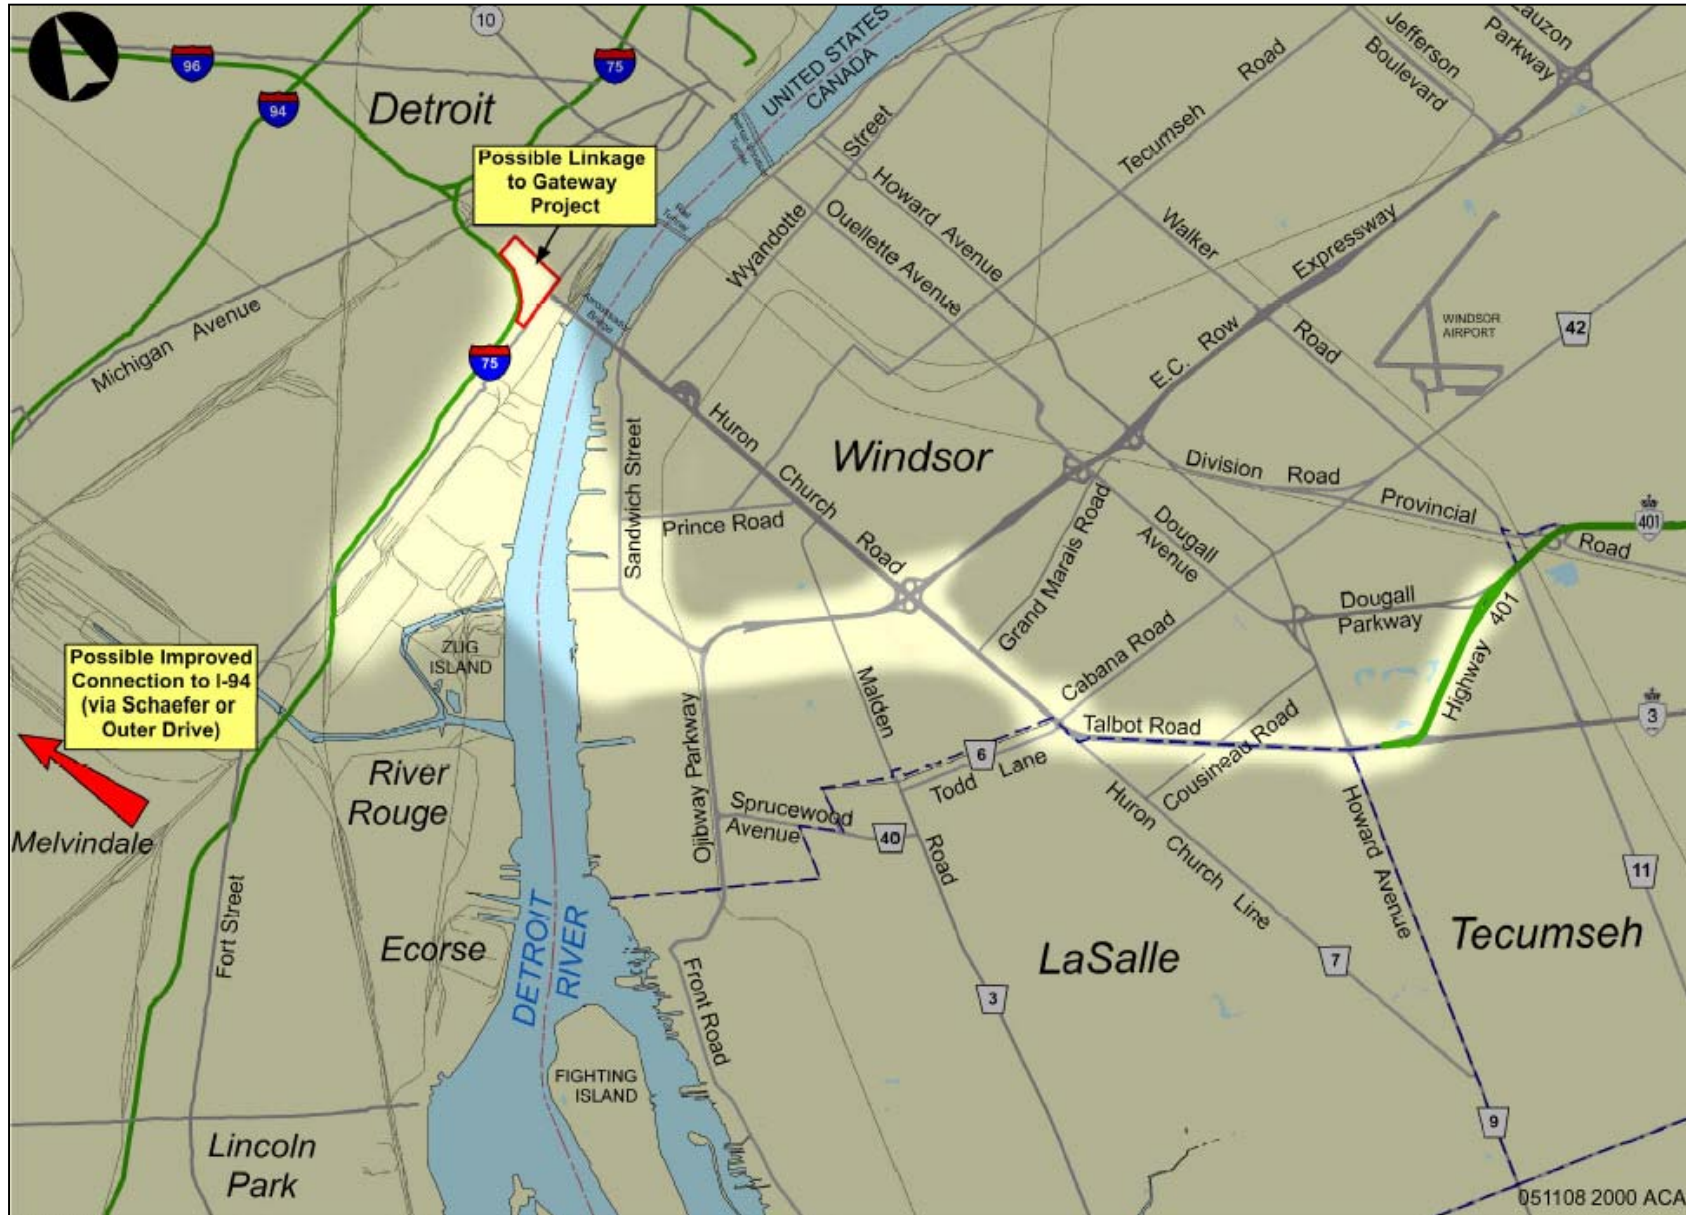 10
96
75
94
Detroit
UNITED STATES
CANADA
Lauzon
Parkway
Jefferson
Boulevard
Possible Linkage
to Gateway
Project
Tecumseh Road
Wyandotte Street
Howard Avenue
Ouellette Avenue
Rail
Tunnel
Ambassador
Bridge
Walker Road
E.C. Row Expressway
WINDSOR
AIRPORT
42
Michigan Avenue
75
Huron Church Road
Windsor
Sandwich Street
Prince Road
Division Road
Provincial Road
401
Grand Marais Road
Dougall
Avenue
Dougall
Parkway
Highway 401
Cabana Road
Talbot Road
Cousineau Road
3
ZUG
ISLAND
Possible Improved
Connection to I-94
(via Schaefer or
Outer Drive)
Malden Road
Ojibway Parkway
6
Todd Lane
Sprucewood
Avenue
40
Huron Church Line
Howard Avenue
11
River
Rouge
Melvindale
Fort Street
Ecorse
DETROIT
RIVER
Front Road
LaSalle
Tecumseh
7
3
FIGHTING
ISLAND
9
Lincoln
Park
051108 2000 ACA